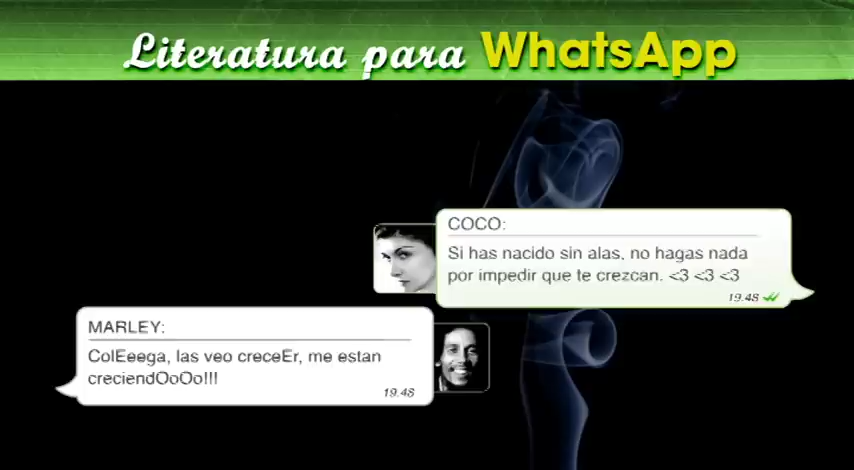 Literatura para WhatsApp
COCO:
Si has nacido sin alas, no hagas nada
por impedir que te crezcan. <3 <3 <3
19.48
MARLEY:
ColEeega, las veo creceEr, me estan
creciendOoOo!!!
19.48